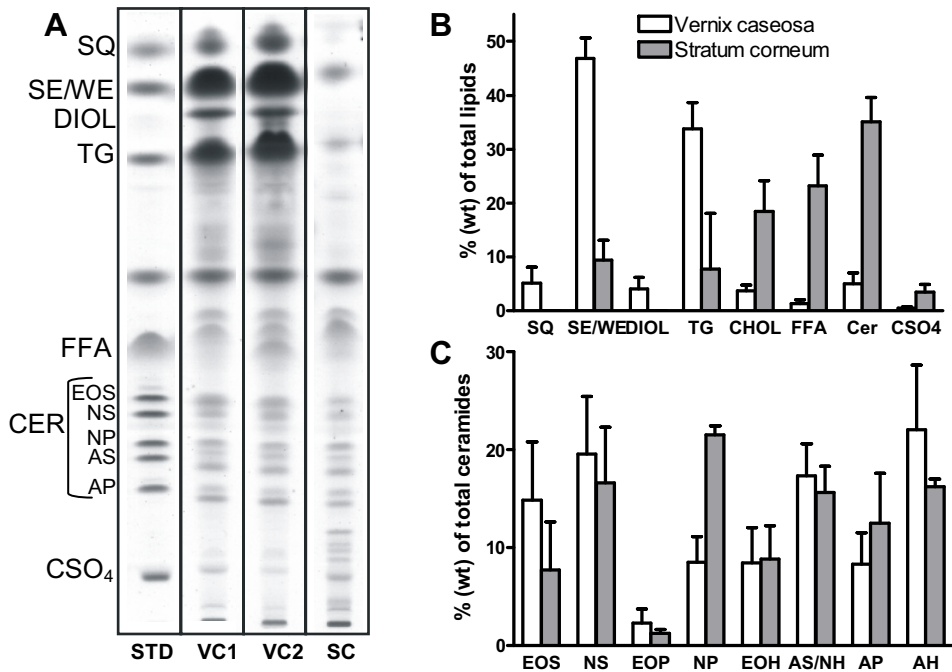 A
SQ
SE/WE
DIOL
TG
FFA
CER
EOS
NS
NP
AS
AP
CSO4
STD VC1 VC2 SC
B
Vernix caseosa
Stratum corneum
% (wt) of total lipids
50
40
30
20
10
0
SQ SE/WE DIOL TG CHOL FFA Cer CSO4
C
% (wt) of total ceramides
30
20
10
0
EOS NS EOP NP EOH AS/NH AP AH